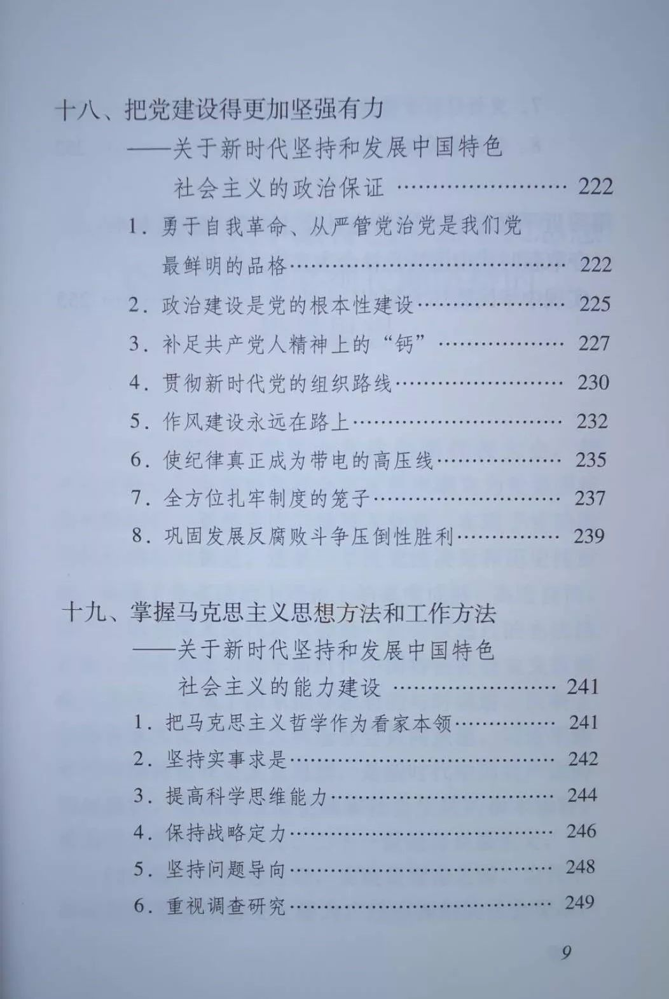 十八、把党建设得更加坚强有力
——关于新时代坚持和发展中国特色
社会主义的政治保证 ⋯⋯⋯⋯⋯⋯⋯⋯ 222
1. 勇于自我革命、从严管党治党是我们党
最鲜明的品格⋯⋯⋯⋯⋯⋯⋯⋯⋯⋯⋯⋯ 222
2. 政治建设是党的根本性建设⋯⋯⋯⋯⋯⋯⋯ 225
3. 补足共产党人精神上的“钙” ⋯⋯⋯⋯⋯⋯ 227
4. 贯彻新时代党的组织路线⋯⋯⋯⋯⋯⋯⋯⋯ 230
5. 作风建设永远在路上⋯⋯⋯⋯⋯⋯⋯⋯⋯⋯ 232
6. 使纪律真正成为带电的高压线⋯⋯⋯⋯⋯⋯ 235
7. 全方位扎牢制度的笼子⋯⋯⋯⋯⋯⋯⋯⋯⋯ 237
8. 巩固发展反腐败斗争压倒性胜利⋯⋯⋯⋯⋯ 239
十九、掌握马克思主义思想方法和工作方法
——关于新时代坚持和发展中国特色
社会主义的能力建设 ⋯⋯⋯⋯⋯⋯⋯⋯ 241
1. 把马克思主义哲学作为看家本领⋯⋯⋯⋯⋯ 241
2. 坚持实事求是⋯⋯⋯⋯⋯⋯⋯⋯⋯⋯⋯⋯⋯ 242
3. 提高科学思维能力⋯⋯⋯⋯⋯⋯⋯⋯⋯⋯⋯ 244
4. 保持战略定力⋯⋯⋯⋯⋯⋯⋯⋯⋯⋯⋯⋯⋯ 246
5. 坚持问题导向⋯⋯⋯⋯⋯⋯⋯⋯⋯⋯⋯⋯⋯ 248
6. 重视调查研究⋯⋯⋯⋯⋯⋯⋯⋯⋯⋯⋯⋯⋯ 249
9